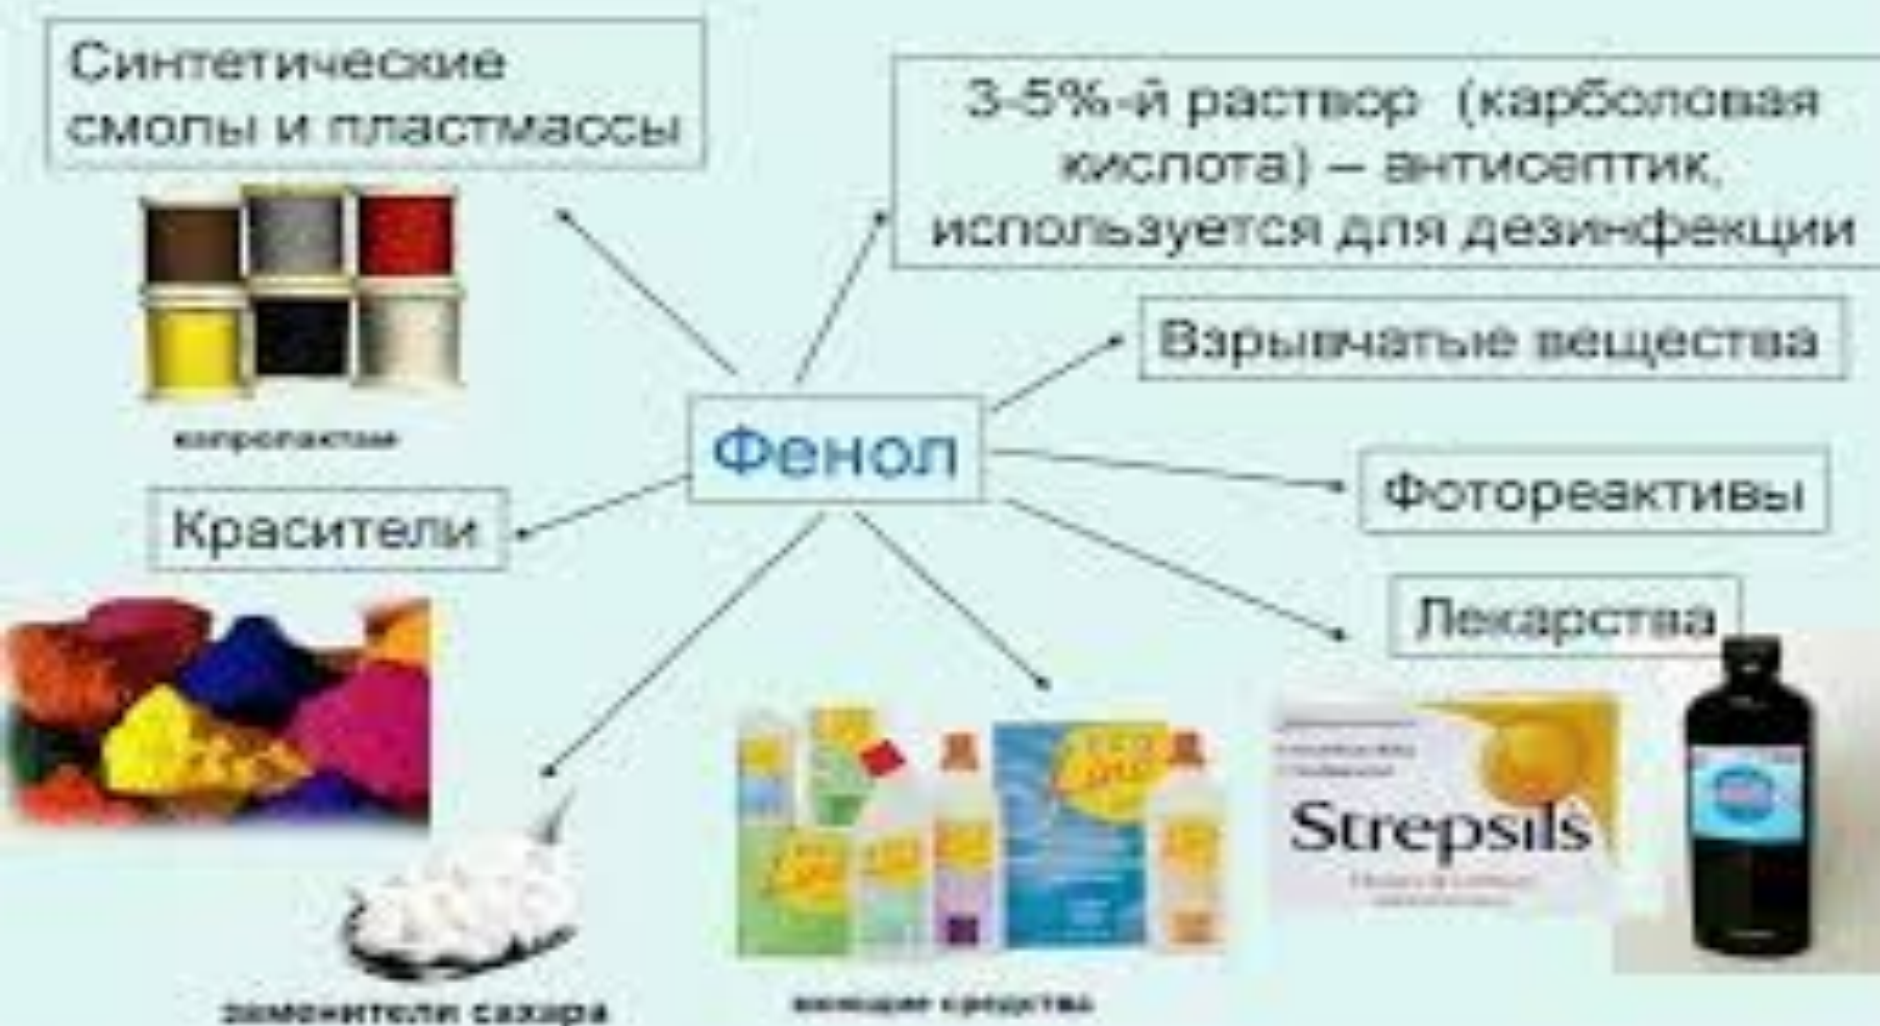 Синтетические
смолы и пластмассы
3-5%-й раствор (карболовая
кислота) – антисептик,
используется для дезинфекции
Взрывчатые вещества
Фенол
капролактам
Фотореактивы
Красители
Лекарства
Strepsils
заменители сахара
моющие средства